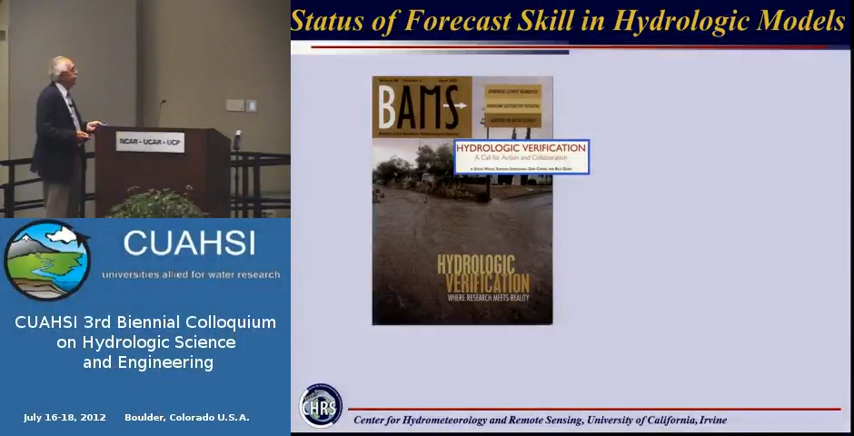 Status of Forecast Skill in Hydrologic Models
BAMS
HYDROLOGIC VERIFICATION
A Call for Action and Collaboration
HYDROLOGIC
VERIFICATION
WHERE RESEARCH MEETS REALITY
NCAR - UCAR - UCP
CUAHSI
universities allied for water research
CUAHSI 3rd Biennial Colloquium
on Hydrologic Science
and Engineering
July 16-18, 2012 Boulder, Colorado U.S.A.
CHRS
Center for Hydrometeorology and Remote Sensing, University of California, Irvine